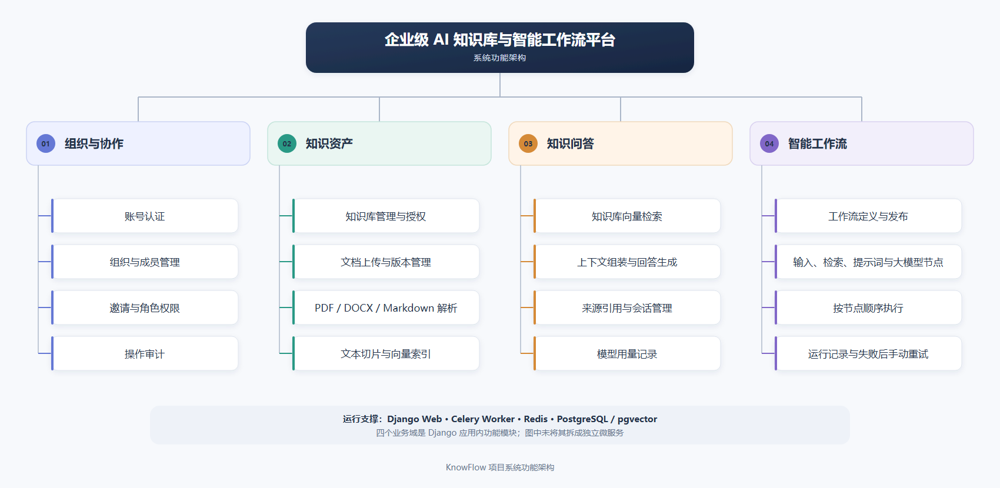 企业级 AI 知识库与智能工作流平台
系统功能架构
01 组织与协作
账号认证
组织与成员管理
邀请与角色权限
操作审计
02 知识资产
知识库管理与授权
文档上传与版本管理
PDF / DOCX / Markdown 解析
文本切片与向量索引
03 知识问答
知识库向量检索
上下文组装与回答生成
来源引用与会话管理
模型用量记录
04 智能工作流
工作流定义与发布
输入、检索、提示词与大模型节点
按节点顺序执行
运行记录与失败后手动重试
运行支撑：Django Web • Celery Worker • Redis • PostgreSQL / pgvector
四个业务域是 Django 应用内功能模块；图中未将其拆成独立微服务
KnowFlow 项目系统功能架构